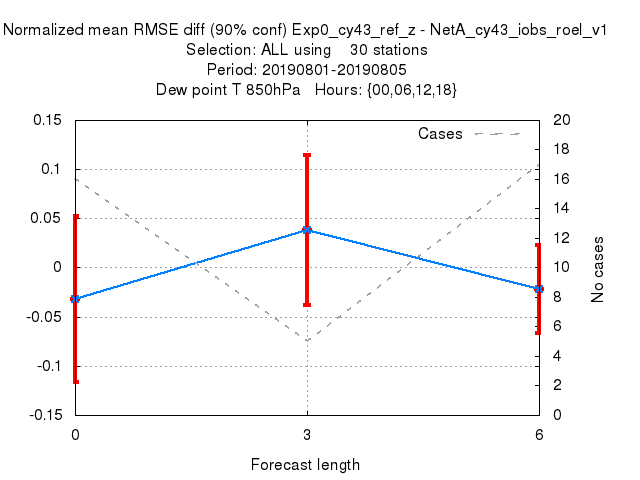 Normalized mean RMSE diff (90% conf) Exp0_cy43_ref_z - NetA_cy43_iobs_roel_v1
Selection: ALL using 30 stations
Period: 20190801-20190805
Dew point T 850hPa Hours: {00,06,12,18}
Cases
0.15
0.1
0.05
0
-0.05
-0.1
-0.15
20
18
16
14
12
10
8
6
4
2
0
No cases
0 3 6
Forecast length